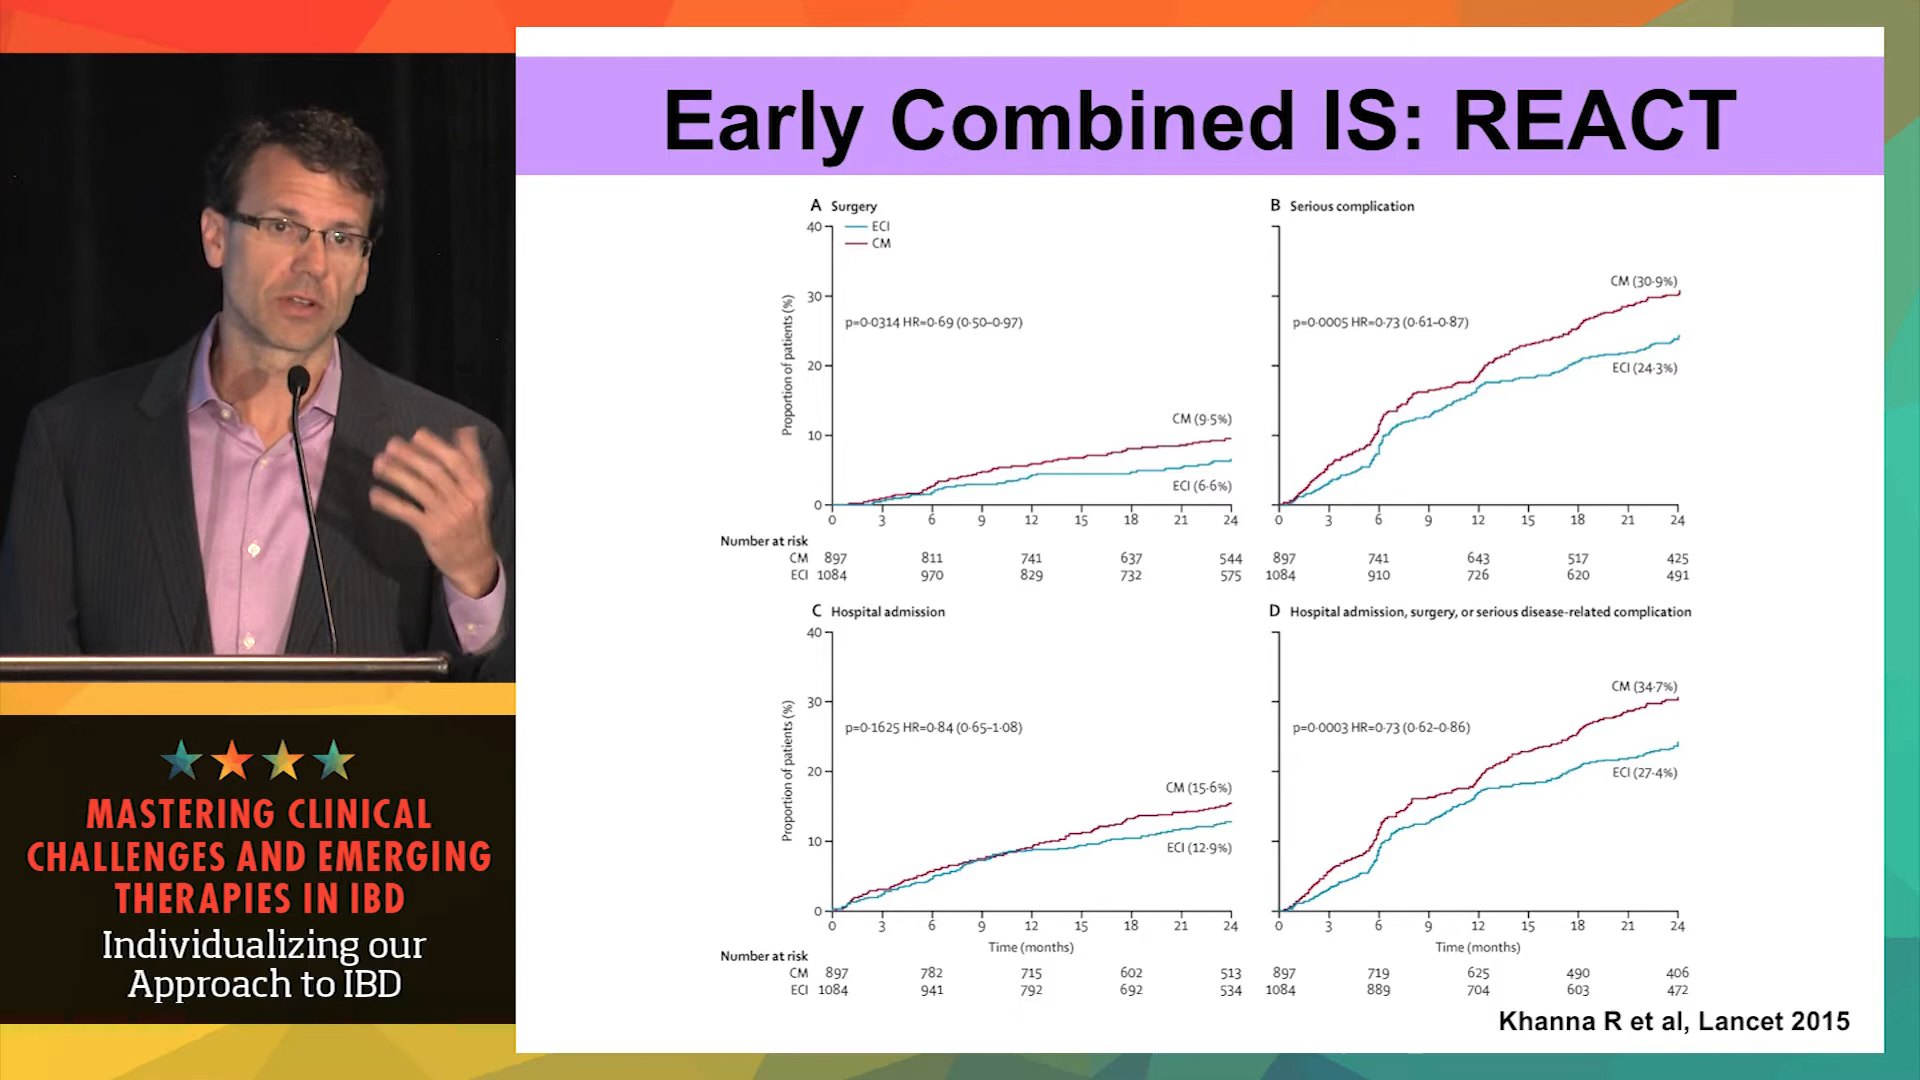 Early Combined IS: REACT
A Surgery
ECI
CM
40
30
20
10
0
Proportion of patients (%)
p=0·0314 HR=0·69 (0·50–0·97)
CM (9·5%)
ECI (6·6%)
0 3 6 9 12 15 18 21 24
Number at risk
CM 897 811 741 637 544
ECI 1084 970 829 732 575
B Serious complication
p=0·0005 HR=0·73 (0·61–0·87)
CM (30·9%)
ECI (24·3%)
0 3 6 9 12 15 18 21 24
897 741 643 517 425
1084 910 726 620 491
C Hospital admission
40
30
20
10
0
Proportion of patients (%)
p=0·1625 HR=0·84 (0·65–1·08)
CM (15·6%)
ECI (12·9%)
0 3 6 9 12 15 18 21 24
Time (months)
Number at risk
CM 897 782 715 602 513
ECI 1084 941 792 692 534
D Hospital admission, surgery, or serious disease-related complication
p=0·0003 HR=0·73 (0·62–0·86)
CM (34·7%)
ECI (27·4%)
0 3 6 9 12 15 18 21 24
Time (months)
897 719 625 490 406
1084 889 704 603 472
Khanna R et al, Lancet 2015
MASTERING CLINICAL
CHALLENGES AND EMERGING
THERAPIES IN IBD
Individualizing our
Approach to IBD